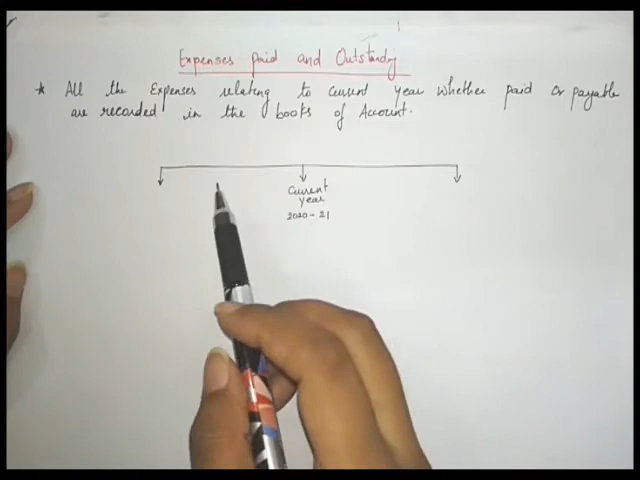 Expenses paid and Outstanding
* All the Expenses relating to current year whether paid or payable
are recorded in the books of Account.
Current
year
2020-21